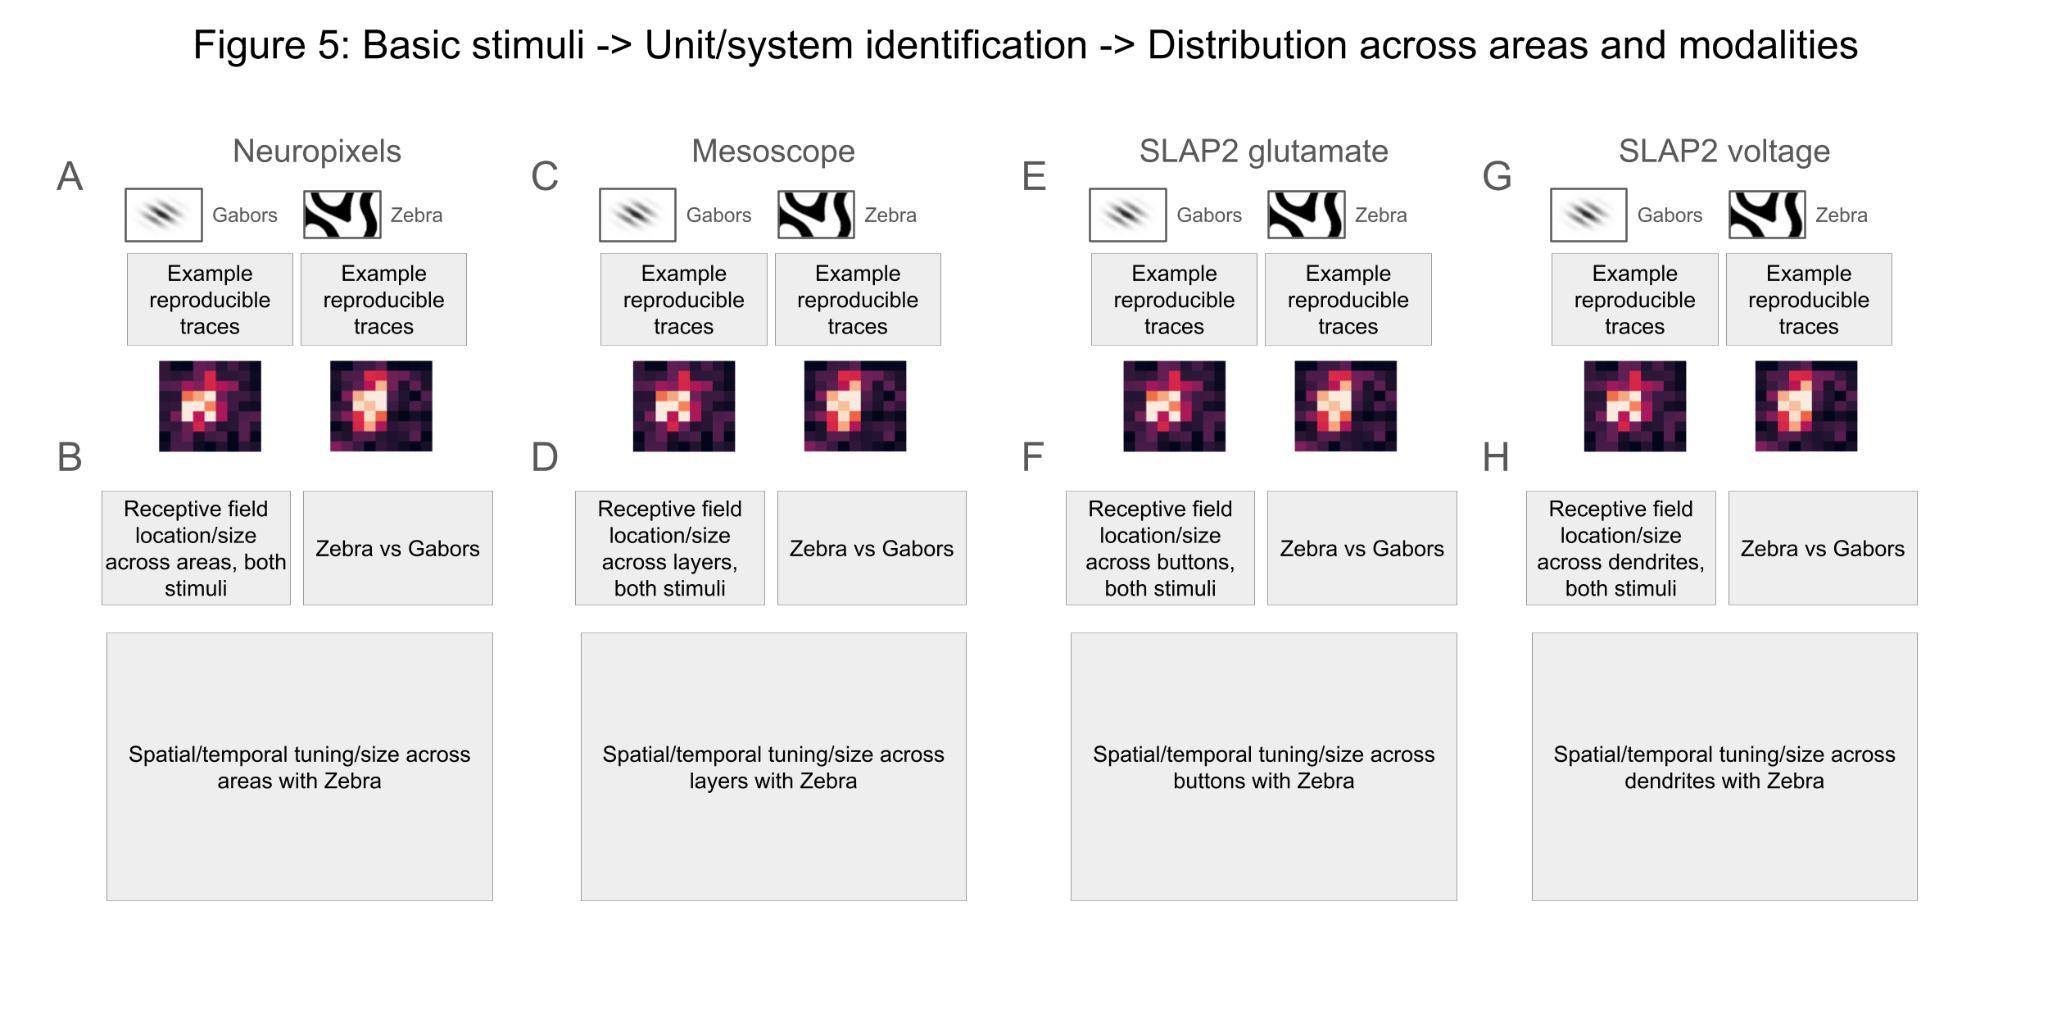 Figure 5: Basic stimuli -> Unit/system identification -> Distribution across areas and modalities
A
Neuropixels
Gabors
Zebra
Example
reproducible
traces
Example
reproducible
traces
B
Receptive field
location/size
across areas, both
stimuli
Zebra vs Gabors
Spatial/temporal tuning/size across
areas with Zebra
C
Mesoscope
Gabors
Zebra
Example
reproducible
traces
Example
reproducible
traces
D
Receptive field
location/size
across layers,
both stimuli
Zebra vs Gabors
Spatial/temporal tuning/size across
layers with Zebra
E
SLAP2 glutamate
Gabors
Zebra
Example
reproducible
traces
Example
reproducible
traces
F
Receptive field
location/size
across buttons,
both stimuli
Zebra vs Gabors
Spatial/temporal tuning/size across
buttons with Zebra
G
SLAP2 voltage
Gabors
Zebra
Example
reproducible
traces
Example
reproducible
traces
H
Receptive field
location/size
across dendrites,
both stimuli
Zebra vs Gabors
Spatial/temporal tuning/size across
dendrites with Zebra